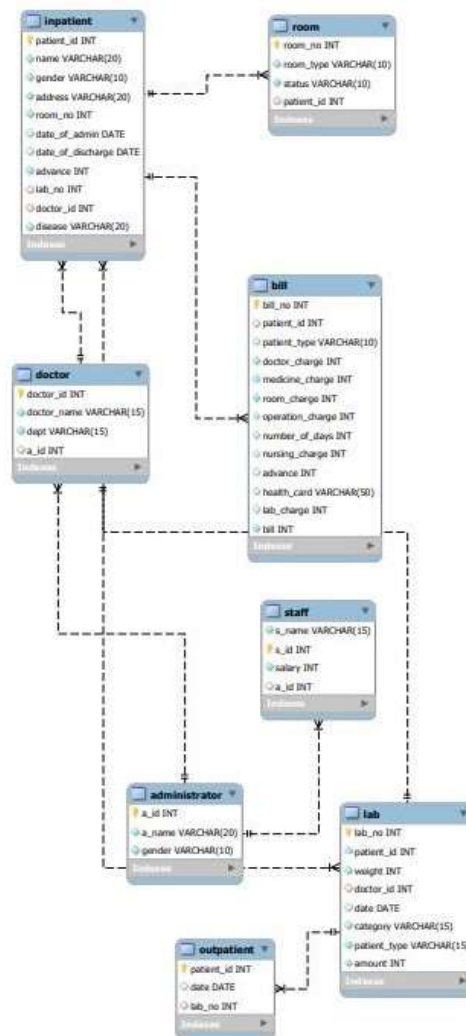 inpatient
patient_id INT
name VARCHAR(20)
gender VARCHAR(10)
address VARCHAR(20)
room_no INT
date_of_admin DATE
date_of_discharge DATE
advance INT
lab_no INT
doctor_id INT
disease VARCHAR(20)
Indexes
room
room_no INT
room_type VARCHAR(10)
status VARCHAR(10)
patient_id INT
Indexes
bill
bill_no INT
patient_id INT
patient_type VARCHAR(10)
doctor_charge INT
medicine_charge INT
room_charge INT
operation_charge INT
number_of_days INT
nursing_charge INT
advance INT
health_card VARCHAR(50)
lab_charge INT
bill INT
Indexes
doctor
doctor_id INT
doctor_name VARCHAR(15)
dept VARCHAR(15)
a_id INT
Indexes
staff
s_name VARCHAR(15)
s_id INT
salary INT
a_id INT
Indexes
administrator
a_id INT
a_name VARCHAR(20)
gender VARCHAR(10)
Indexes
lab
lab_no INT
patient_id INT
weight INT
doctor_id INT
date DATE
category VARCHAR(15)
patient_type VARCHAR(15)
amount INT
Indexes
outpatient
patient_id INT
date DATE
lab_no INT
Indexes